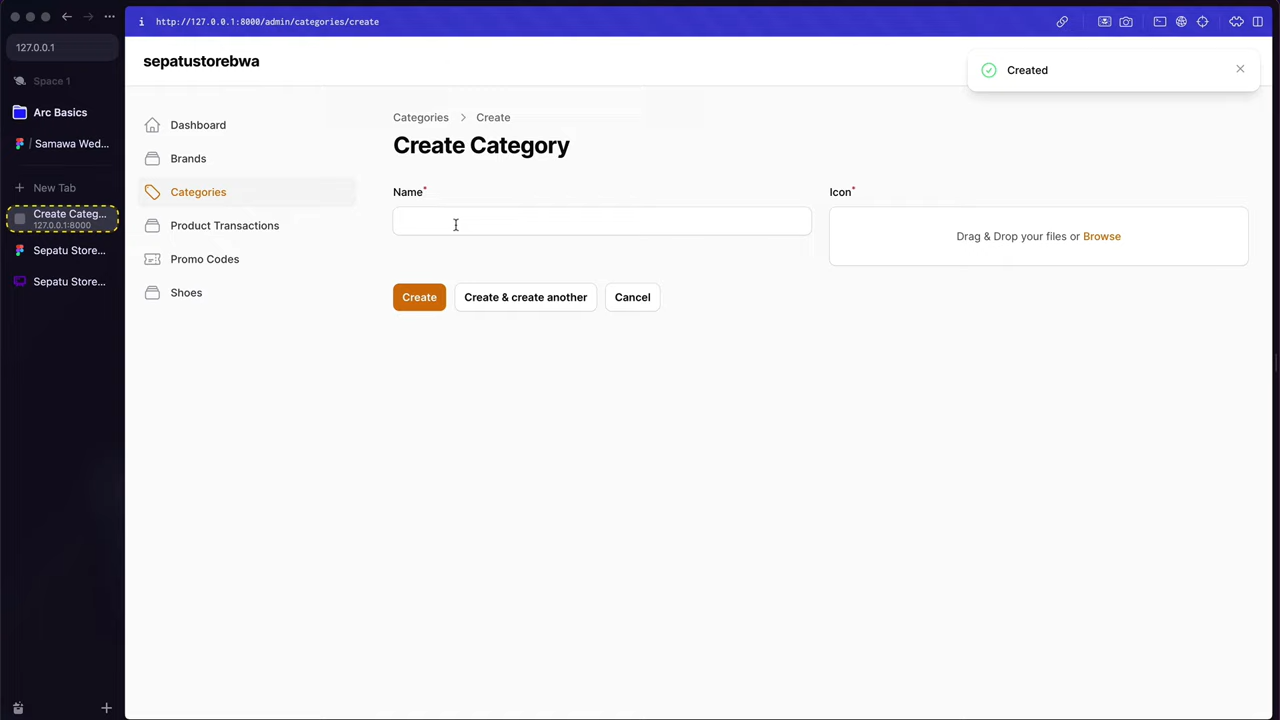 http://127.0.0.1:8000/admin/categories/create
127.0.0.1
Space 1
Arc Basics
/ Samawa Wed...
New Tab
Create Categ...
127.0.0.1:8000
Sepatu Store...
Sepatu Store...
sepatustorebwa
Created
Dashboard
Brands
Categories
Product Transactions
Promo Codes
Shoes
Categories > Create
Create Category
Name*
Icon*
Drag & Drop your files or Browse
Create
Create & create another
Cancel